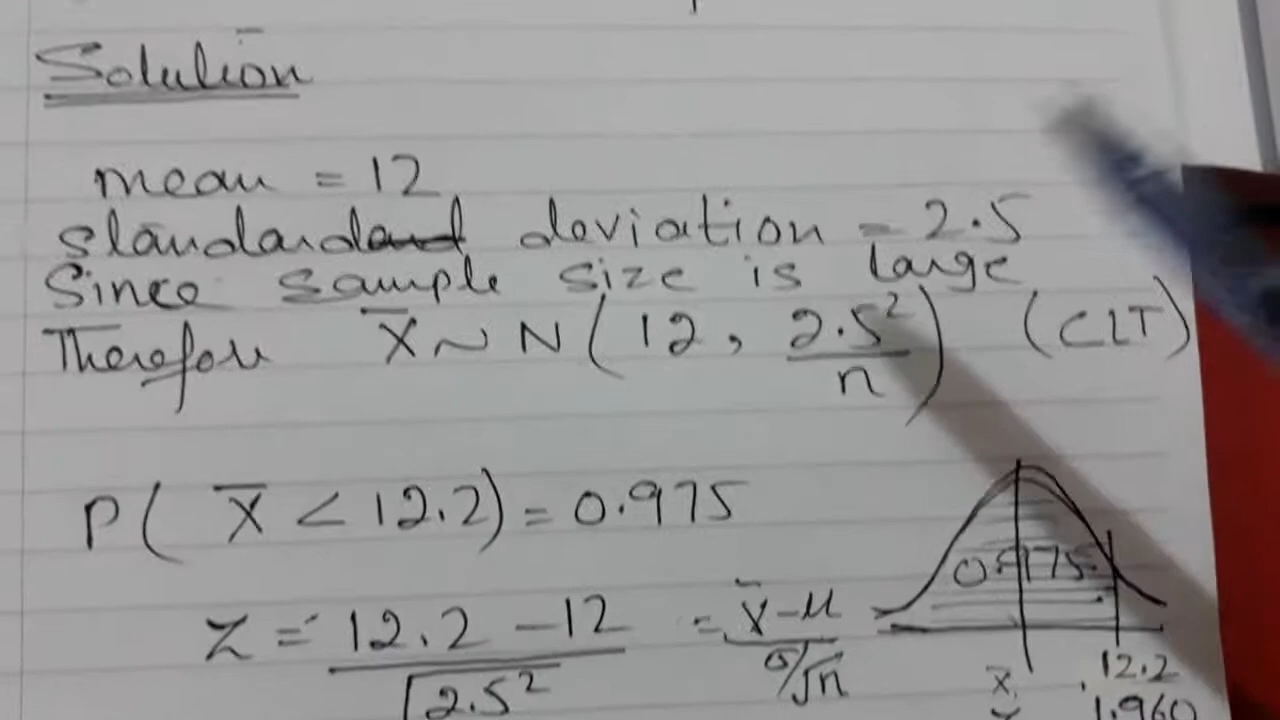 Solution
mean = 12
standard deviation = 2.5
Since sample size is large
Therefore X̄ ~ N(12, 2.5²/n) (CLT)
P( X̄ < 12.2) = 0.975
0.975
Z = 12.2 - 12 / √2.5² = X̄-μ / σ/√n
X̄ 12.2
1.960